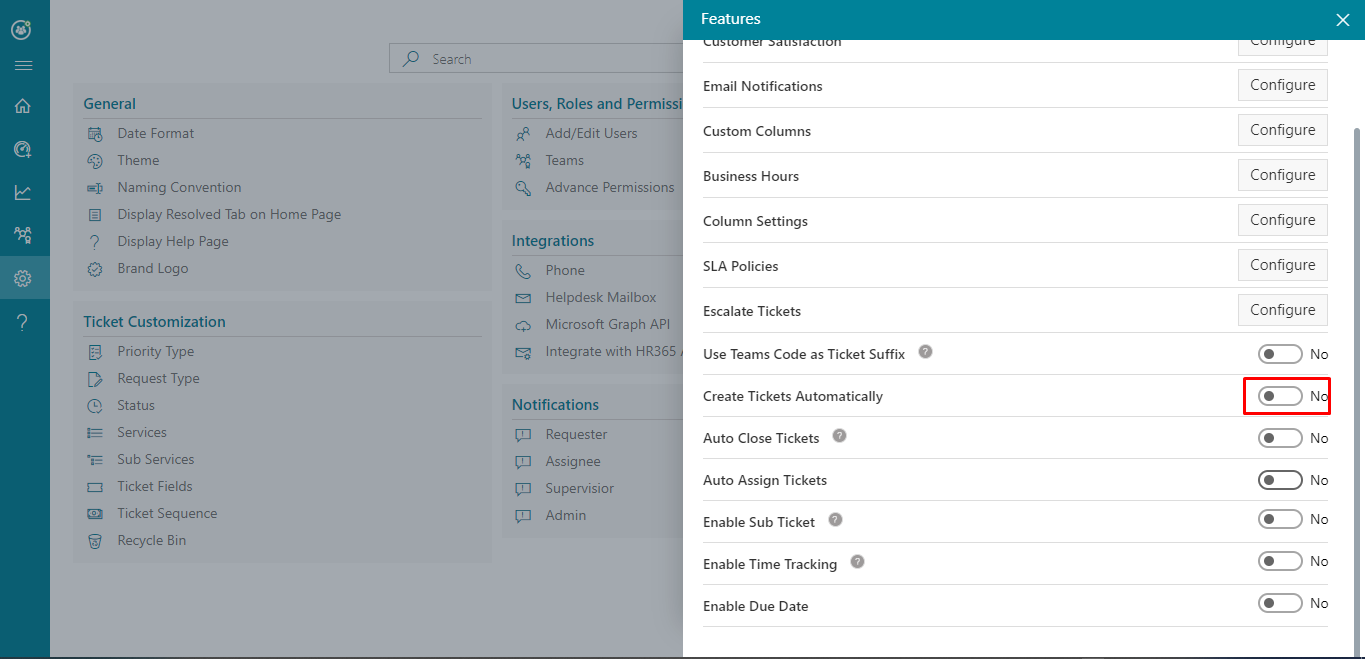 Features
Search
General
Date Format
Theme
Naming Convention
Display Resolved Tab on Home Page
?
Display Help Page
Brand Logo
Ticket Customization
Priority Type
Request Type
Status
Services
Sub Services
Ticket Fields
Ticket Sequence
Recycle Bin
Users, Roles and Permissi
Add/Edit Users
Teams
Advance Permissions
Integrations
Phone
Helpdesk Mailbox
Microsoft Graph API
Integrate with HR365 A
Notifications
Requester
Assignee
Supervisior
Admin
Customer Satisfaction Configure
Email Notifications Configure
Custom Columns Configure
Business Hours Configure
Column Settings Configure
SLA Policies Configure
Escalate Tickets Configure
Use Teams Code as Ticket Suffix ? No
Create Tickets Automatically No
Auto Close Tickets ? No
Auto Assign Tickets No
Enable Sub Ticket ? No
Enable Time Tracking ? No
Enable Due Date No